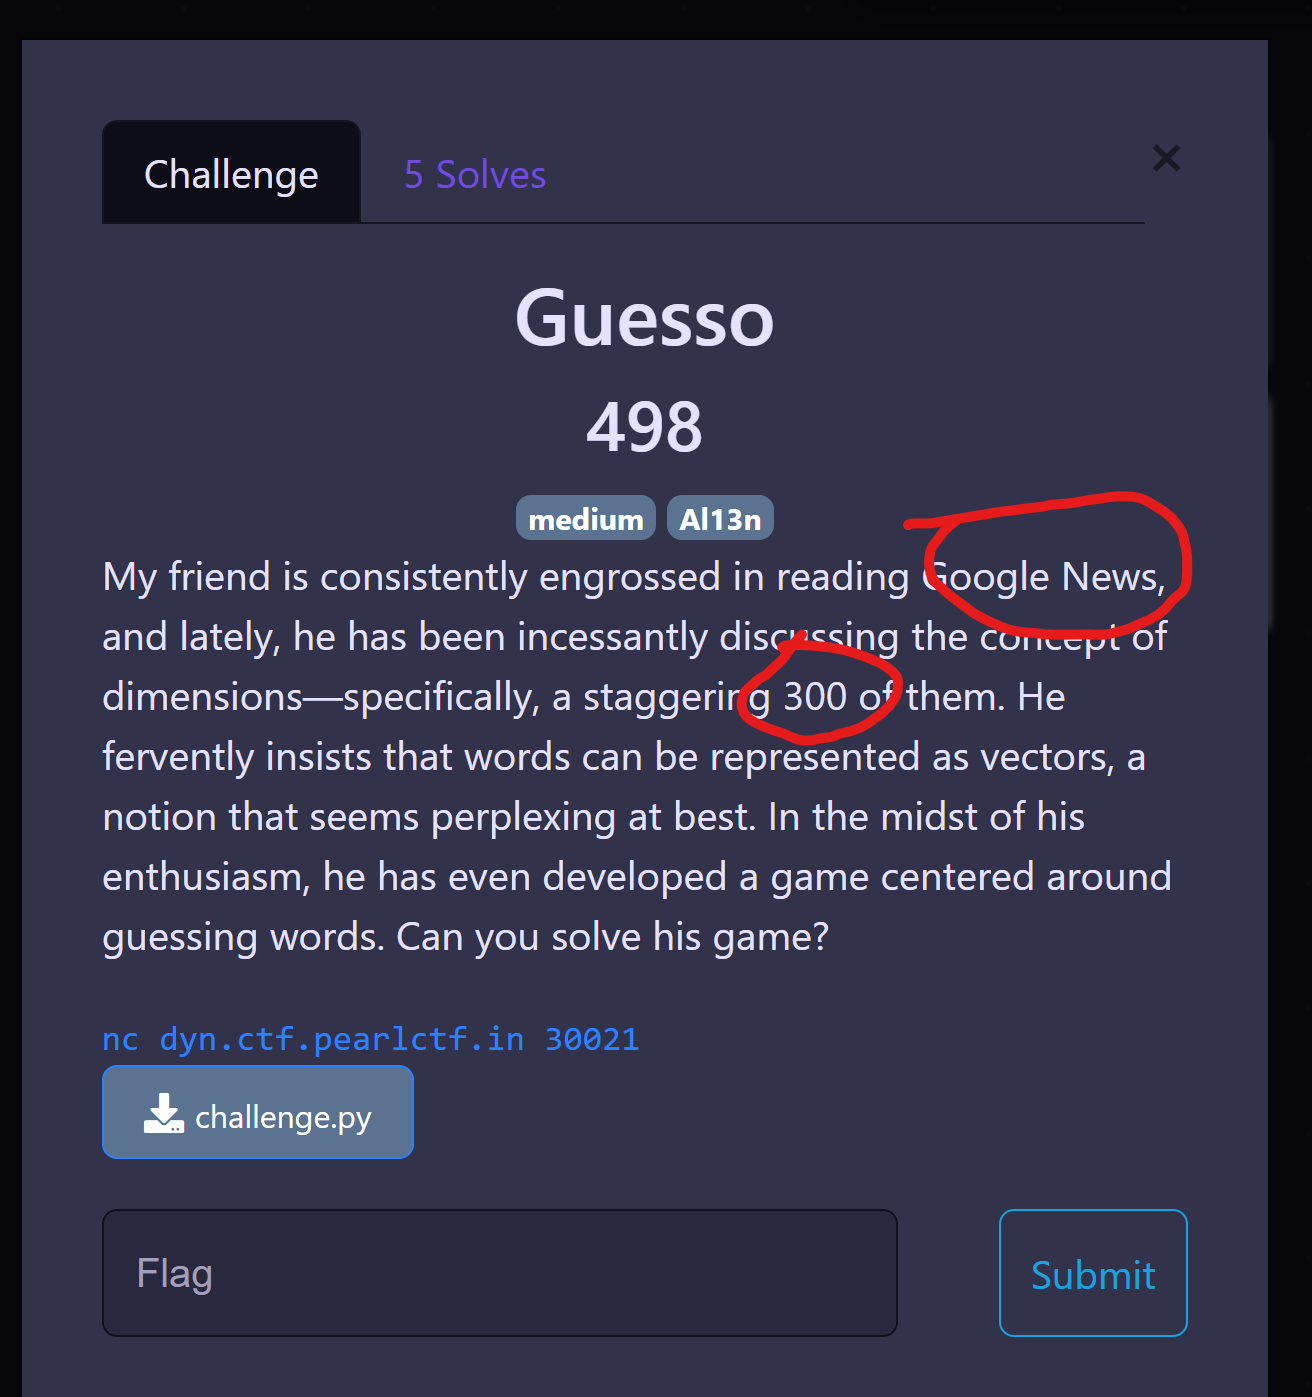 Challenge
5 Solves
Guesso
498
medium Al13n
My friend is consistently engrossed in reading Google News,
and lately, he has been incessantly discussing the concept of
dimensions—specifically, a staggering 300 of them. He
fervently insists that words can be represented as vectors, a
notion that seems perplexing at best. In the midst of his
enthusiasm, he has even developed a game centered around
guessing words. Can you solve his game?
nc dyn.ctf.pearlctf.in 30021
challenge.py
Flag
Submit